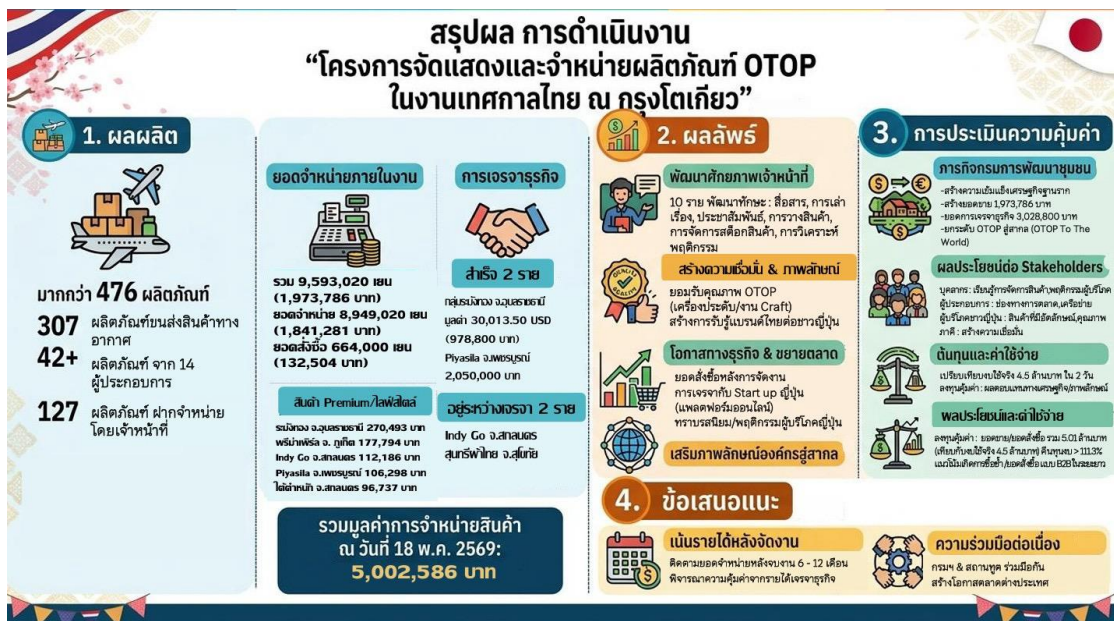 สรุปผล การดำเนินงาน
“โครงการจัดแสดงและจำหน่ายผลิตภัณฑ์ OTOP
ในงานเทศกาลไทย ณ กรุงโตเกียว”
1. ผลผลิต
มากกว่า 476 ผลิตภัณฑ์
307 ผลิตภัณฑ์ขนส่งสินค้าทาง
อากาศ
42+ ผลิตภัณฑ์ จาก 14
ผู้ประกอบการ
127 ผลิตภัณฑ์ ฝากจำหน่าย
โดยเจ้าหน้าที่
ยอดจำหน่ายภายในงาน
รวม 9,593,020 เยน
(1,973,786 บาท)
ยอดจำหน่าย 8,949,020 เยน
(1,841,281 บาท)
ยอดสั่งซื้อ 664,000 เยน
(132,504 บาท)
สินค้า Premium/ไลฟ์สไตล์
รมังทอง จ.อุบลราชธานี 270,493 บาท
พรีม่าเพิร์ล จ. ภูเก็ต 177,794 บาท
Indy Go จ.สกลนคร 112,186 บาท
Piyasila จ.เพชรบูรณ์ 106,298 บาท
จ.สกลนคร 96,737 บาท
การเจรจาธุรกิจ
สำเร็จ 2 ราย
กลุ่มรมังทอง จ.อุบลราชธานี
มูลค่า 30,013.50 USD
(978,800 บาท)
Piyasila จ.เพชรบูรณ์
2,050,000 บาท
อยู่ระหว่างเจรจา 2 ราย
Indy Go จ.สกลนคร
สุนทรีผ้าไทย จ.สุโขทัย
รวมมูลค่าการจำหน่ายสินค้า
ณ วันที่ 18 พ.ค. 2569:
5,002,586 บาท
2. ผลลัพธ์
พัฒนาศักยภาพเจ้าหน้าที่
10 ราย พัฒนาทักษะ : สื่อสาร, การเล่า
เรื่อง, ประชาสัมพันธ์, การวางสินค้า,
การจัดการสต็อกสินค้า, การวิเคราะห์
พฤติกรรม
สร้างความเชื่อมั่น & ภาพลักษณ์
ยอมรับคุณภาพ OTOP
(เครื่องประดับ/งาน Craft)
สร้างการรับรู้แบรนด์ไทยต่อชาวญี่ปุ่น
โอกาสทางธุรกิจ & ขยายตลาด
ยอดสั่งซื้อหลังการจัดงาน
การเจรจากับ Start up ญี่ปุ่น
(แพลตฟอร์มออนไลน์)
ทราบรสนิยม/พฤติกรรมผู้บริโภคญี่ปุ่น
เสริมภาพลักษณ์องค์กรสู่สากล
3. การประเมินความคุ้มค่า
ภารกิจกรมการพัฒนาชุมชน
-สร้างความเข้มแข็งเศรษฐกิจฐานราก
-สร้างยอดขาย 1,973,786 บาท
-ยอดการเจรจาธุรกิจ 3,028,800 บาท
-ยกระดับ OTOP สู่สากล (OTOP To The
World)
ผลประโยชน์ต่อ Stakeholders
บุคลากร : เรียนรู้การจัดการสินค้า,พฤติกรรมผู้บริโภค
ผู้ประกอบการ : ช่องทางการตลาด,เครือข่าย
ผู้บริโภคชาวญี่ปุ่น : สินค้าที่มีอัตลักษณ์,คุณภาพ
ภาคี : สร้างความเชื่อมั่น
ต้นทุนและค่าใช้จ่าย
เปรียบเทียบงบใช้จริง 4.5 ล้านบาท ใน 2 วัน
ลงทุนคุ้มค่า : ผลตอบแทนทางเศรษฐกิจ/ภาพลักษณ์
ผลประโยชน์และค่าใช้จ่าย
ลงทุนคุ้มค่า : ยอดขาย/ยอดสั่งซื้อ รวม 5.01 ล้านบาท
(เทียบกับงบใช้จริง 4.5 ล้านบาท) คืนทุนงบ > 111.3%
แนวโน้มเกิดการซื้อซ้ำ/ยอดสั่งซื้อ แบบ B2B ในระยะยาว
4. ข้อเสนอแนะ
เน้นรายได้หลังจัดงาน
ติดตามยอดจำหน่ายหลังจบงาน 6 - 12 เดือน
พิจารณาความคุ้มค่าจากรายได้เจรจาธุรกิจ
ความร่วมมือต่อเนื่อง
กรมฯ & สถานทูต ร่วมมือกัน
สร้างโอกาสตลาดต่างประเทศ